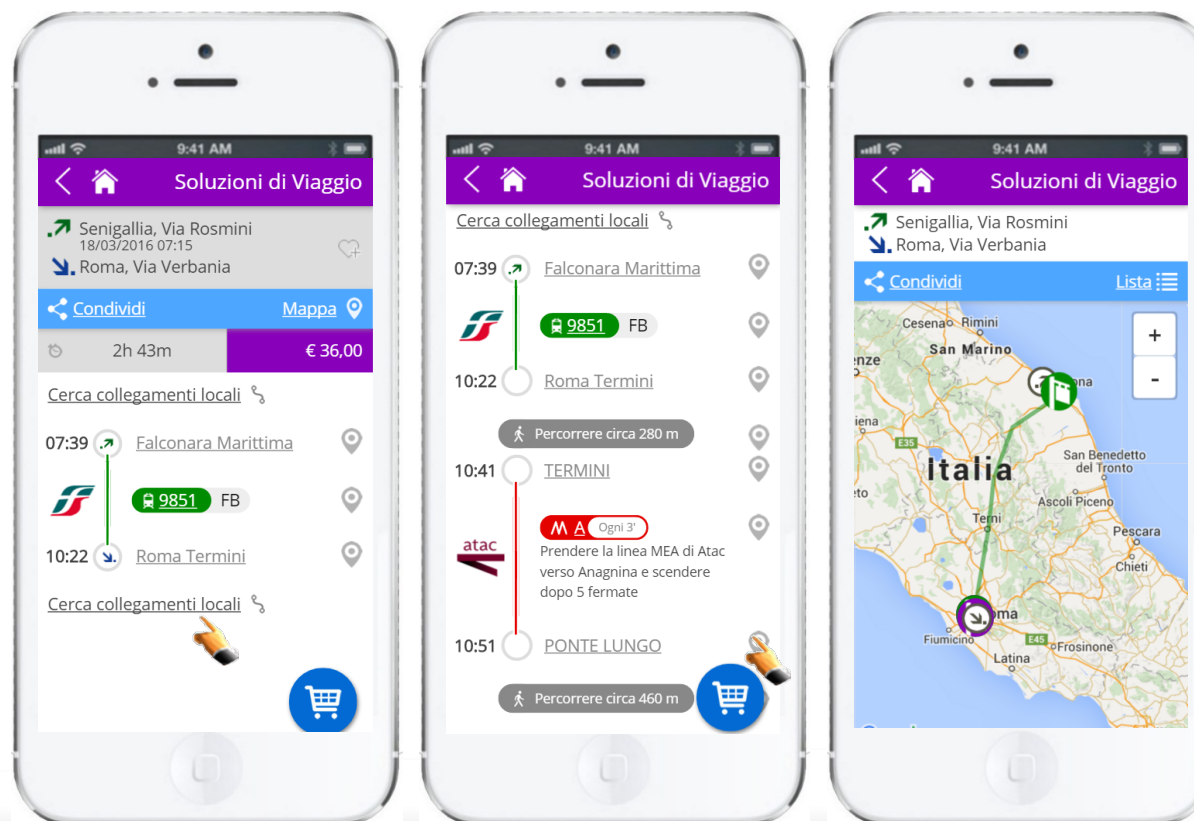 9:41 AM
Soluzioni di Viaggio
Senigallia, Via Rosmini
18/03/2016 07:15
Roma, Via Verbania
Condividi
Mappa
2h 43m
€ 36,00
Cerca collegamenti locali
07:39
Falconara Marittima
9851
FB
10:22
Roma Termini
Cerca collegamenti locali
9:41 AM
Soluzioni di Viaggio
Cerca collegamenti locali
07:39
Falconara Marittima
9851
FB
10:22
Roma Termini
Percorrere circa 280 m
10:41
TERMINI
atac
M A
Ogni 3'
Prendere la linea MEA di Atac
verso Anagnina e scendere
dopo 5 fermate
10:51
PONTE LUNGO
Percorrere circa 460 m
9:41 AM
Soluzioni di Viaggio
Senigallia, Via Rosmini
Roma, Via Verbania
Condividi
Lista
+
-
Cesena
Rimini
San Marino
E35
Italia
San Benedetto
del Tronto
Ascoli Piceno
Terni
Pescara
Chieti
Fiumicino
E45
Frosinone
Latina